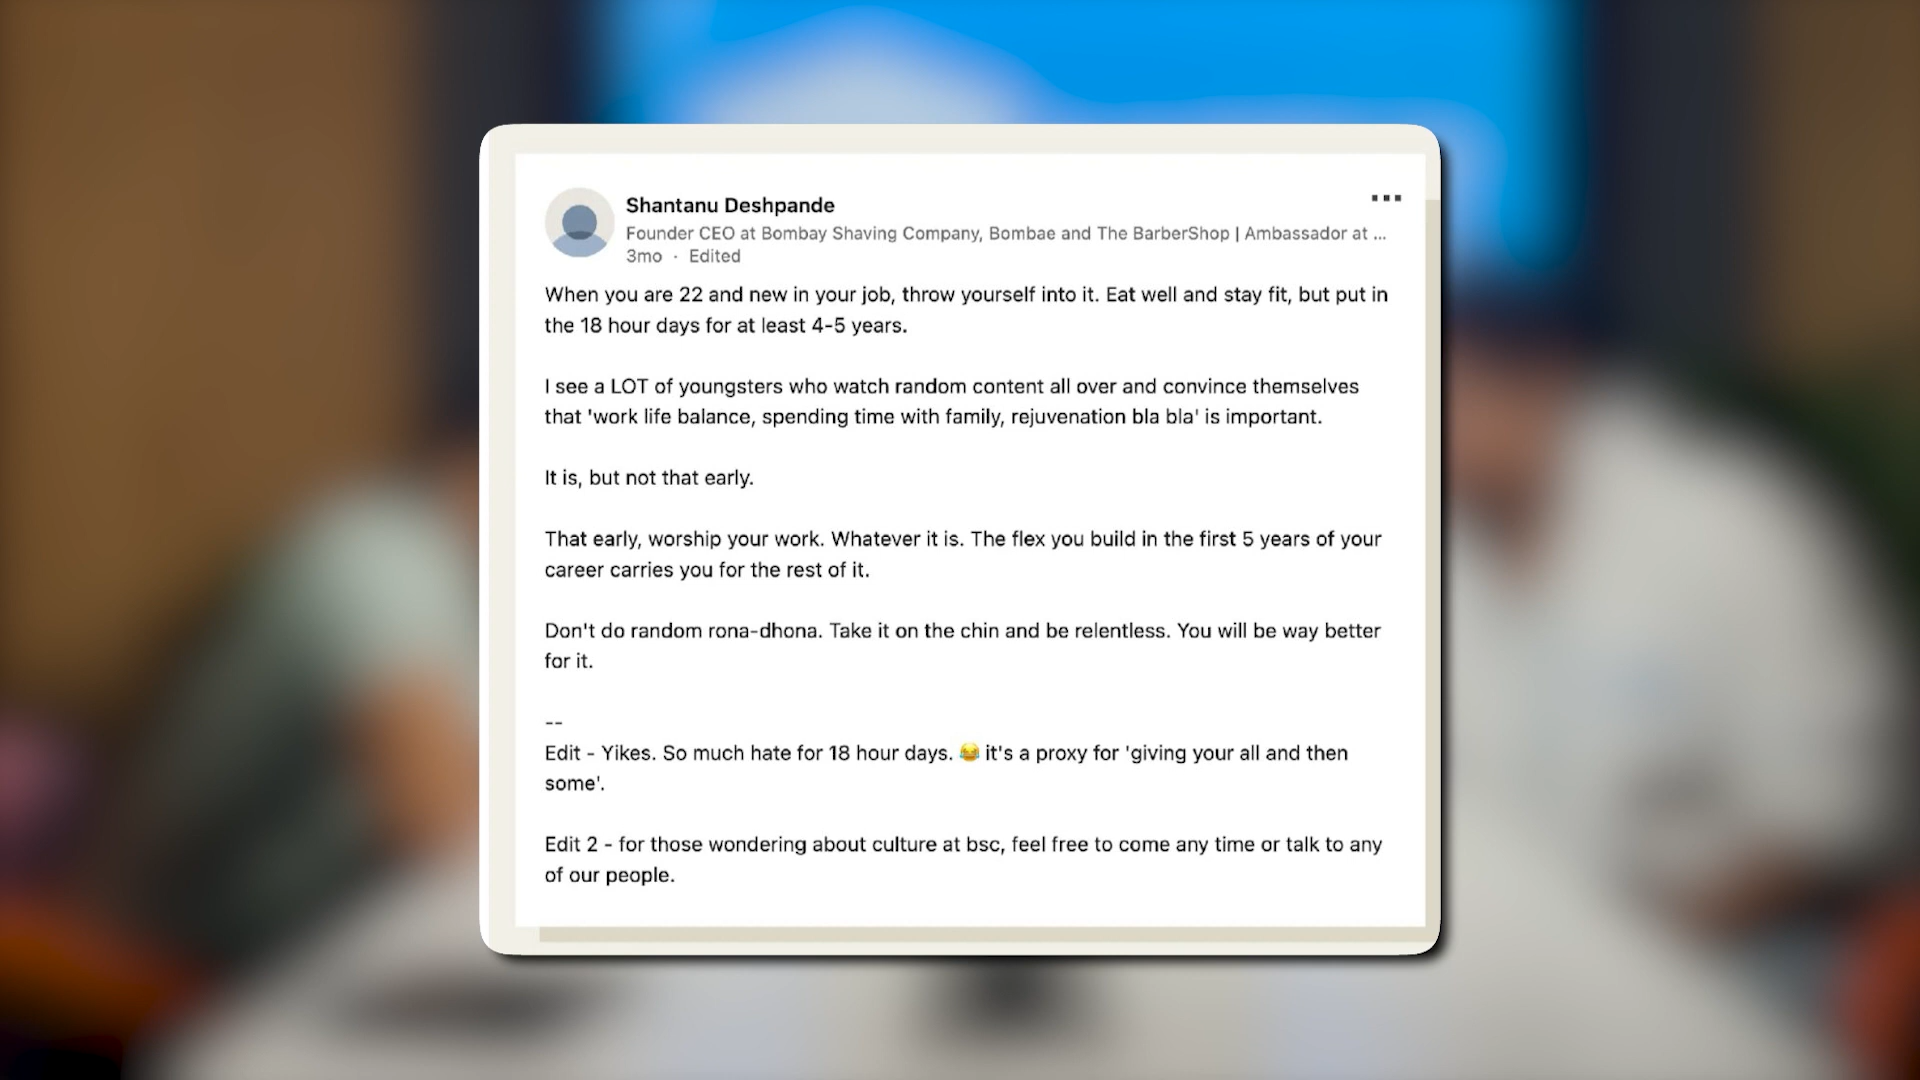 Shantanu Deshpande
Founder CEO at Bombay Shaving Company, Bombae and The BarberShop | Ambassador at ...
3mo · Edited
When you are 22 and new in your job, throw yourself into it. Eat well and stay fit, but put in
the 18 hour days for at least 4-5 years.
I see a LOT of youngsters who watch random content all over and convince themselves
that 'work life balance, spending time with family, rejuvenation bla bla' is important.
It is, but not that early.
That early, worship your work. Whatever it is. The flex you build in the first 5 years of your
career carries you for the rest of it.
Don't do random rona-dhona. Take it on the chin and be relentless. You will be way better
for it.
--
Edit - Yikes. So much hate for 18 hour days. 😂 it's a proxy for 'giving your all and then
some'.
Edit 2 - for those wondering about culture at bsc, feel free to come any time or talk to any
of our people.